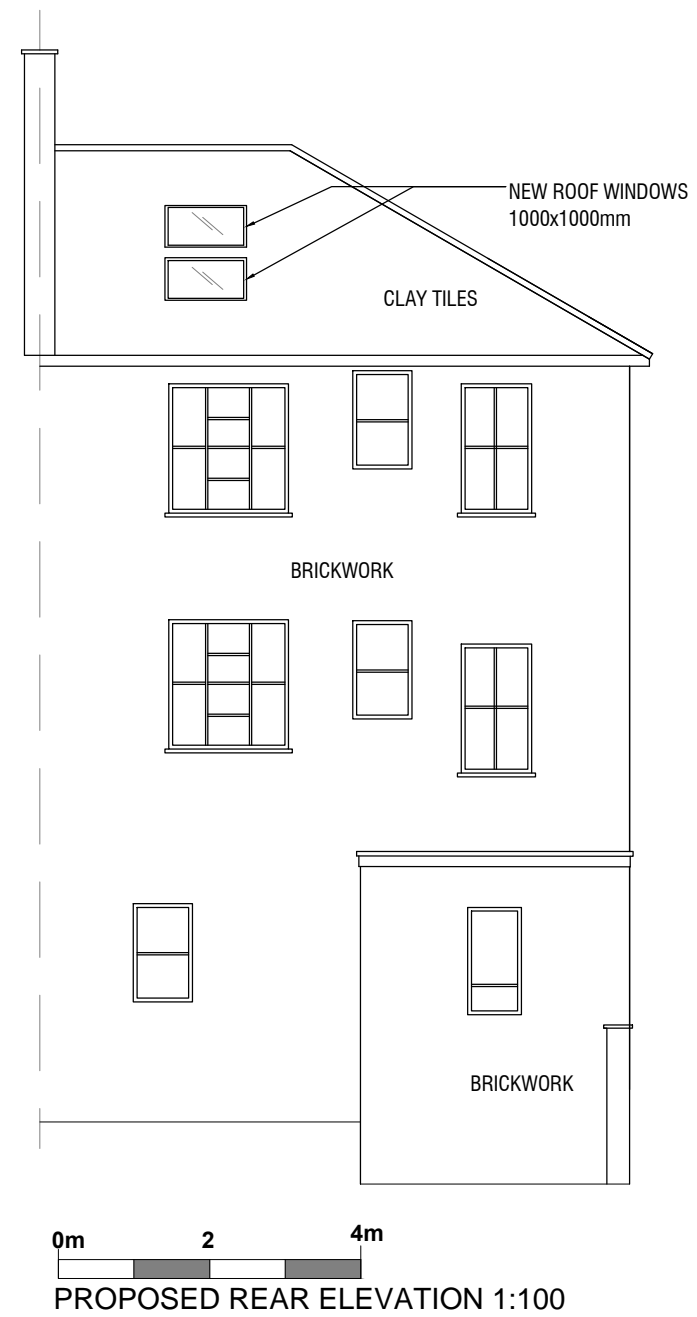 NEW ROOF WINDOWS
1000x1000mm
CLAY TILES
BRICKWORK
BRICKWORK
0m 2 4m
PROPOSED REAR ELEVATION 1:100